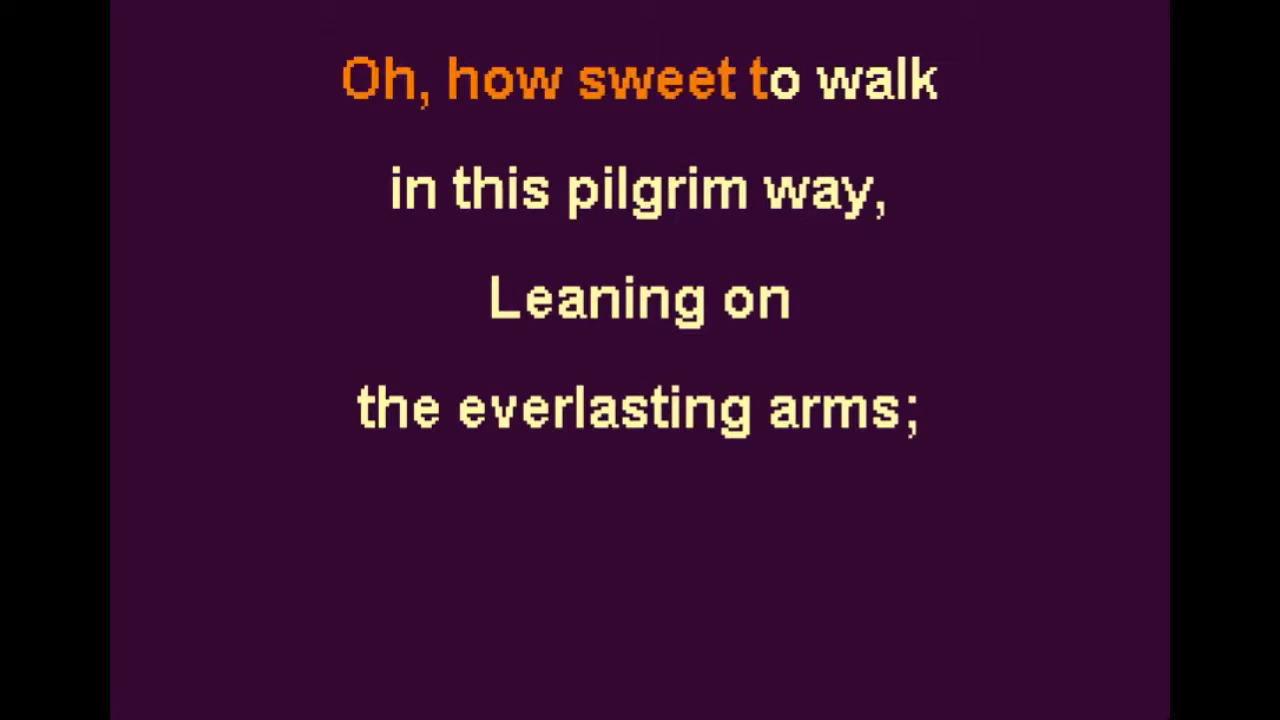 Oh, how sweet to walk
in this pilgrim way,
Leaning on
the everlasting arms;